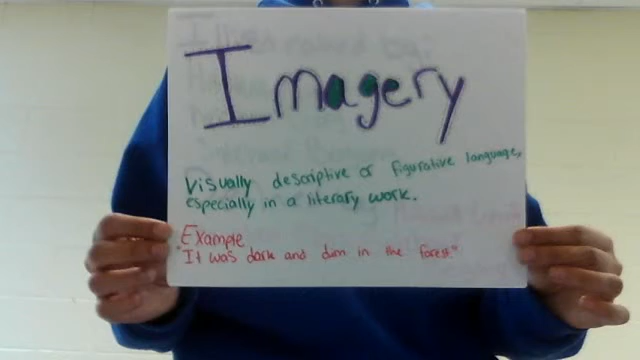 Imagery
Visually descriptive or figurative language,
especially in a literary work.
Example
"It was dark and dim in the forest"